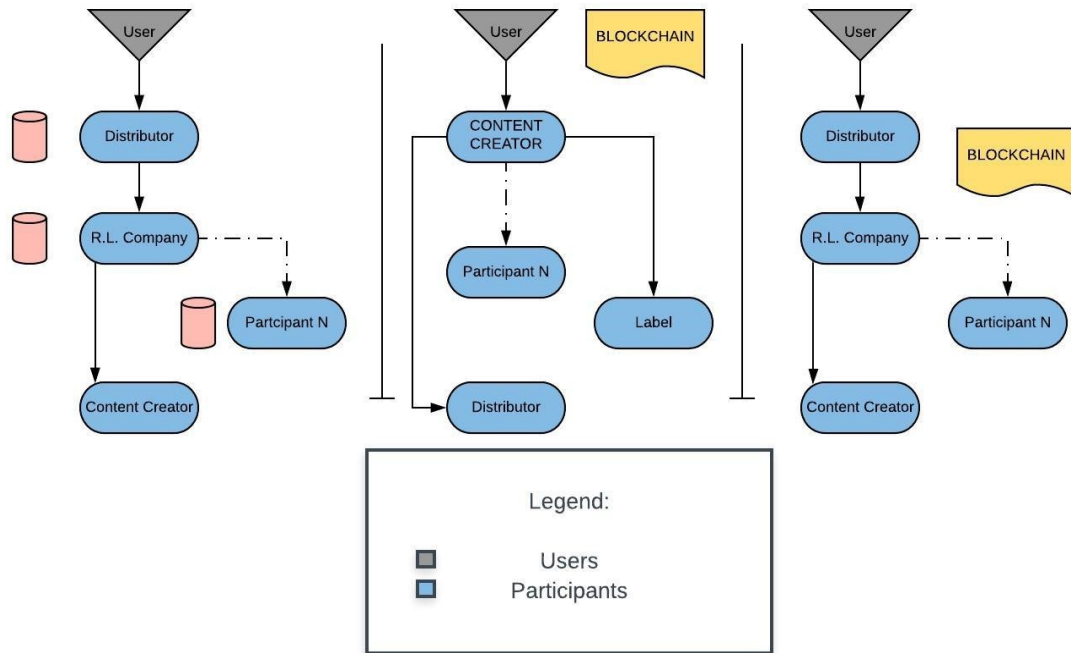 User
Distributor
R.L. Company
Partcipant N
Content Creator
User
BLOCKCHAIN
CONTENT
CREATOR
Participant N
Label
Distributor
User
Distributor
BLOCKCHAIN
R.L. Company
Participant N
Content Creator
Legend:
Users
Participants